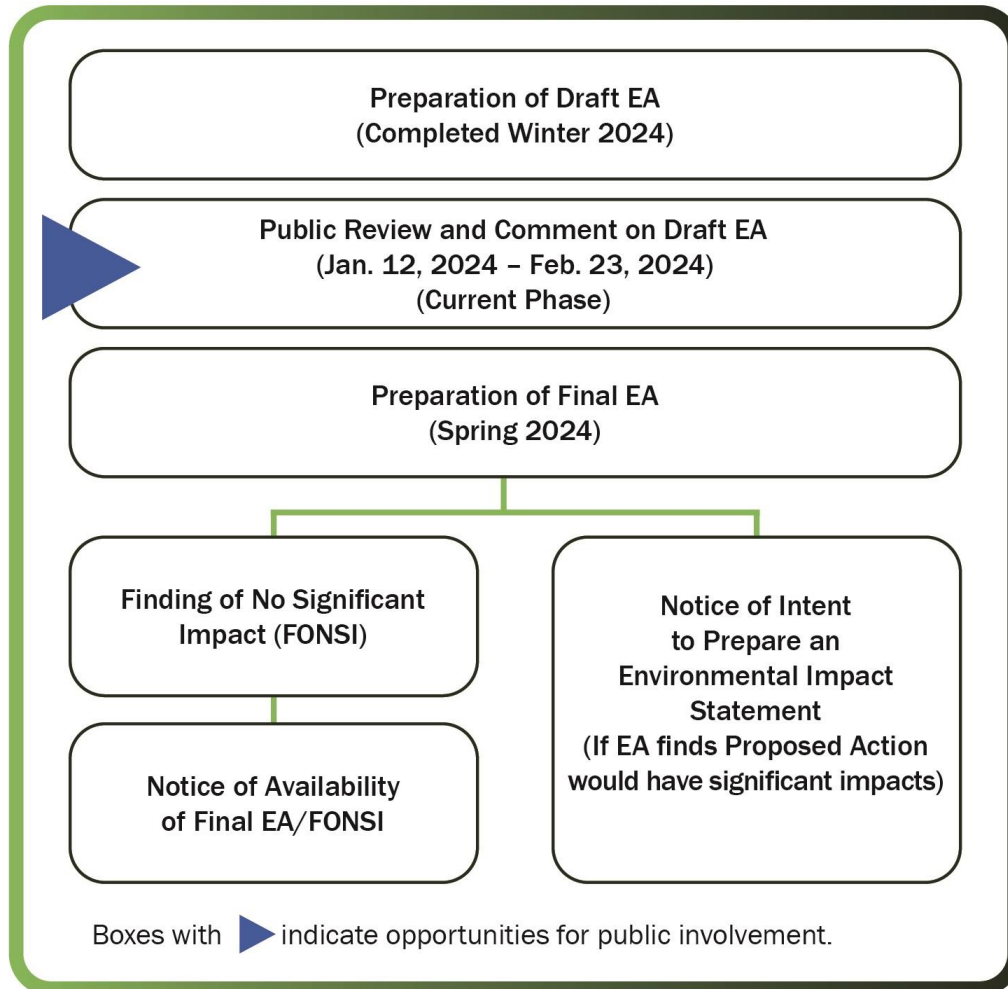 Preparation of Draft EA
(Completed Winter 2024)
Public Review and Comment on Draft EA
(Jan. 12, 2024 – Feb. 23, 2024)
(Current Phase)
Preparation of Final EA
(Spring 2024)
Finding of No Significant
Impact (FONSI)
Notice of Availability
of Final EA/FONSI
Notice of Intent
to Prepare an
Environmental Impact
Statement
(If EA finds Proposed Action
would have significant impacts)
Boxes with indicate opportunities for public involvement.